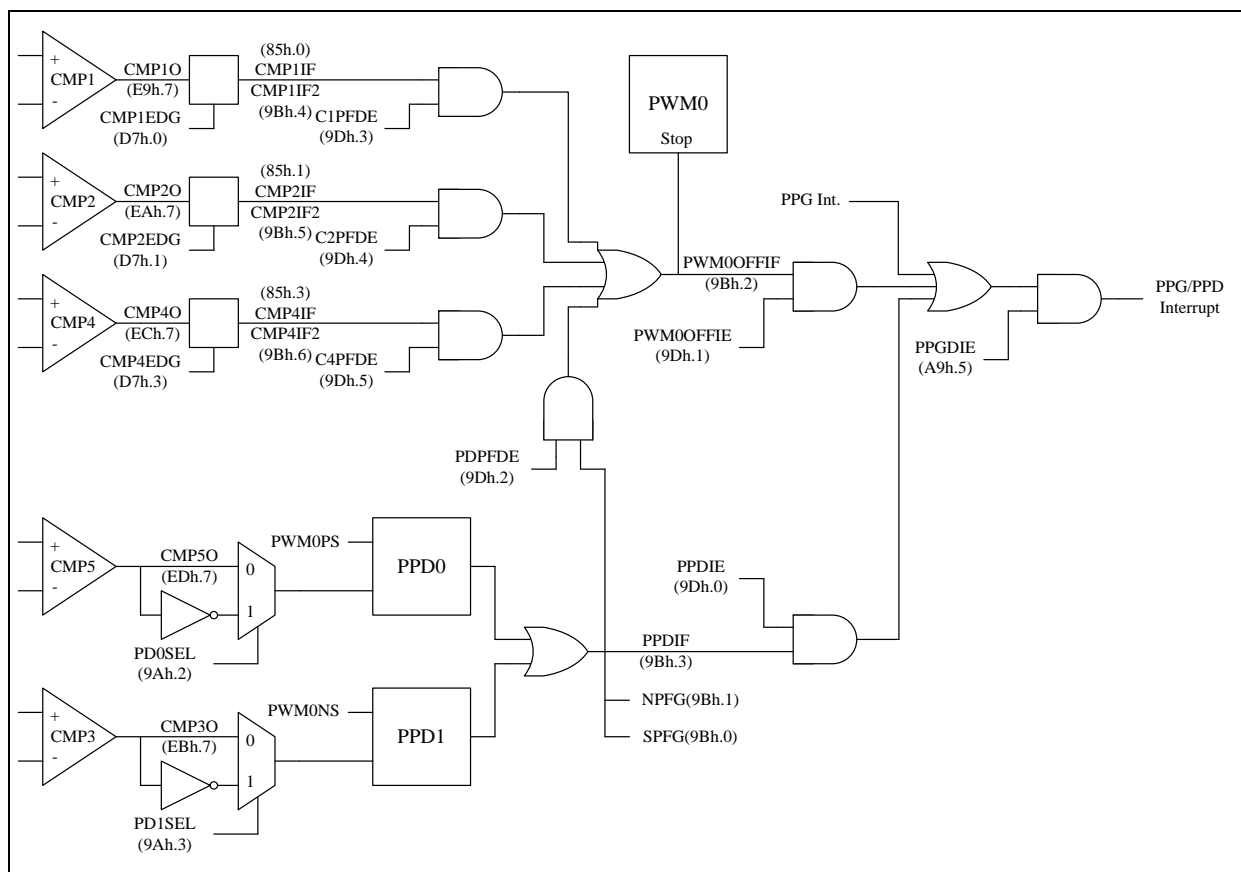 +
CMP1
-
CMP1O
(E9h.7)
CMP1EDG
(D7h.0)
(85h.0)
CMP1IF
CMP1IF2
(9Bh.4)
C1PFDE
(9Dh.3)
PWM0
Stop
+
CMP2
-
CMP2O
(EAh.7)
CMP2EDG
(D7h.1)
(85h.1)
CMP2IF
CMP2IF2
(9Bh.5)
C2PFDE
(9Dh.4)
PPG Int.
PWM0OFFIF
(9Bh.2)
PWM0OFFIE
(9Dh.1)
PPGDIE
(A9h.5)
PPG/PPD
Interrupt
+
CMP4
-
CMP4O
(ECh.7)
CMP4EDG
(D7h.3)
(85h.3)
CMP4IF
CMP4IF2
(9Bh.6)
C4PFDE
(9Dh.5)
PDPFDE
(9Dh.2)
+
CMP5
-
CMP5O
(EDh.7)
0
1
PD0SEL
(9Ah.2)
PWM0PS
PPD0
PPDIE
(9Dh.0)
PPDIF
(9Bh.3)
NPFG(9Bh.1)
SPFG(9Bh.0)
+
CMP3
-
CMP3O
(EBh.7)
0
1
PD1SEL
(9Ah.3)
PWM0NS
PPD1